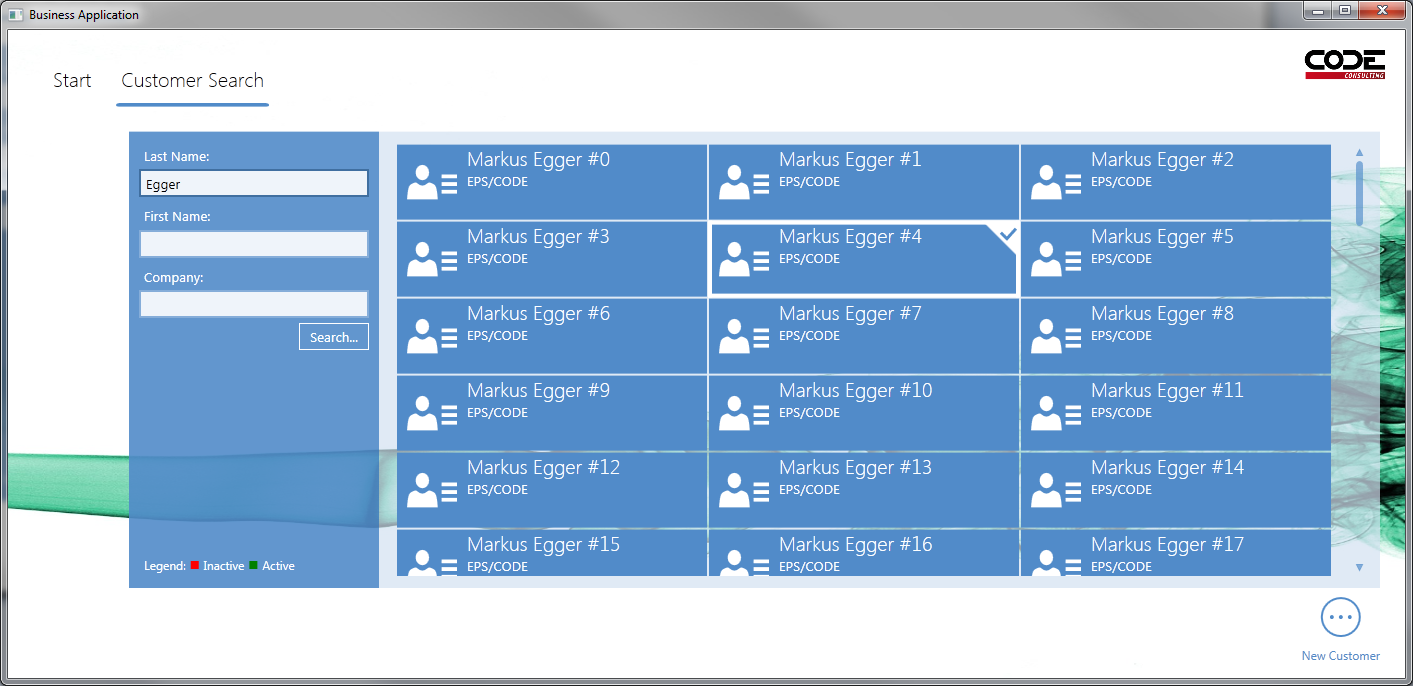 Business Application
Start Customer Search
CODE
CONSULTING
Last Name:
Egger
First Name:
Company:
Search...
Legend: Inactive Active
Markus Egger #0
EPS/CODE
Markus Egger #1
EPS/CODE
Markus Egger #2
EPS/CODE
Markus Egger #3
EPS/CODE
Markus Egger #4
EPS/CODE
Markus Egger #5
EPS/CODE
Markus Egger #6
EPS/CODE
Markus Egger #7
EPS/CODE
Markus Egger #8
EPS/CODE
Markus Egger #9
EPS/CODE
Markus Egger #10
EPS/CODE
Markus Egger #11
EPS/CODE
Markus Egger #12
EPS/CODE
Markus Egger #13
EPS/CODE
Markus Egger #14
EPS/CODE
Markus Egger #15
EPS/CODE
Markus Egger #16
EPS/CODE
Markus Egger #17
EPS/CODE
New Customer